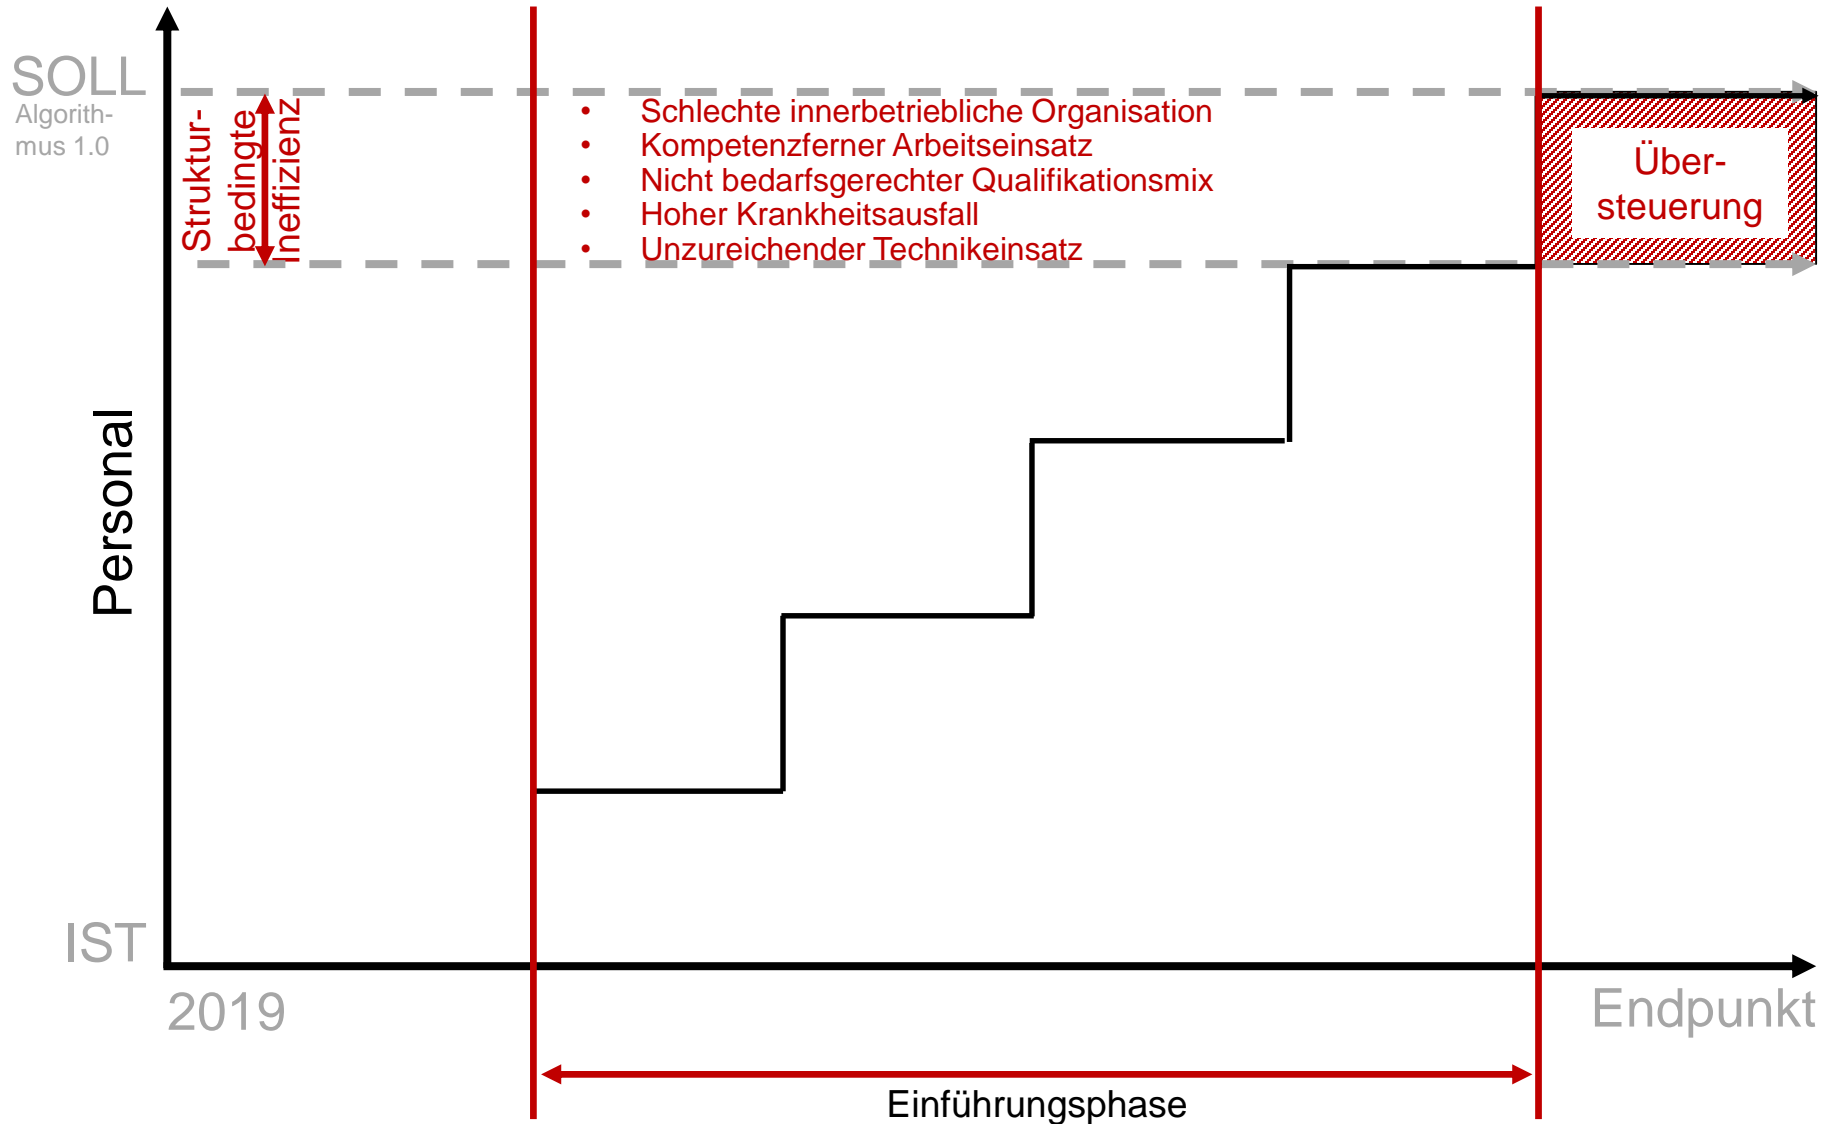 SOLL
Algorith-
mus 1.0
Struktur-
bedingte
Ineffizienz
• Schlechte innerbetriebliche Organisation
• Kompetenzferner Arbeitseinsatz
• Nicht bedarfsgerechter Qualifikationsmix
• Hoher Krankheitsausfall
• Unzureichender Technikeinsatz
Über-
steuerung
Personal
IST
2019
Endpunkt
Einführungsphase